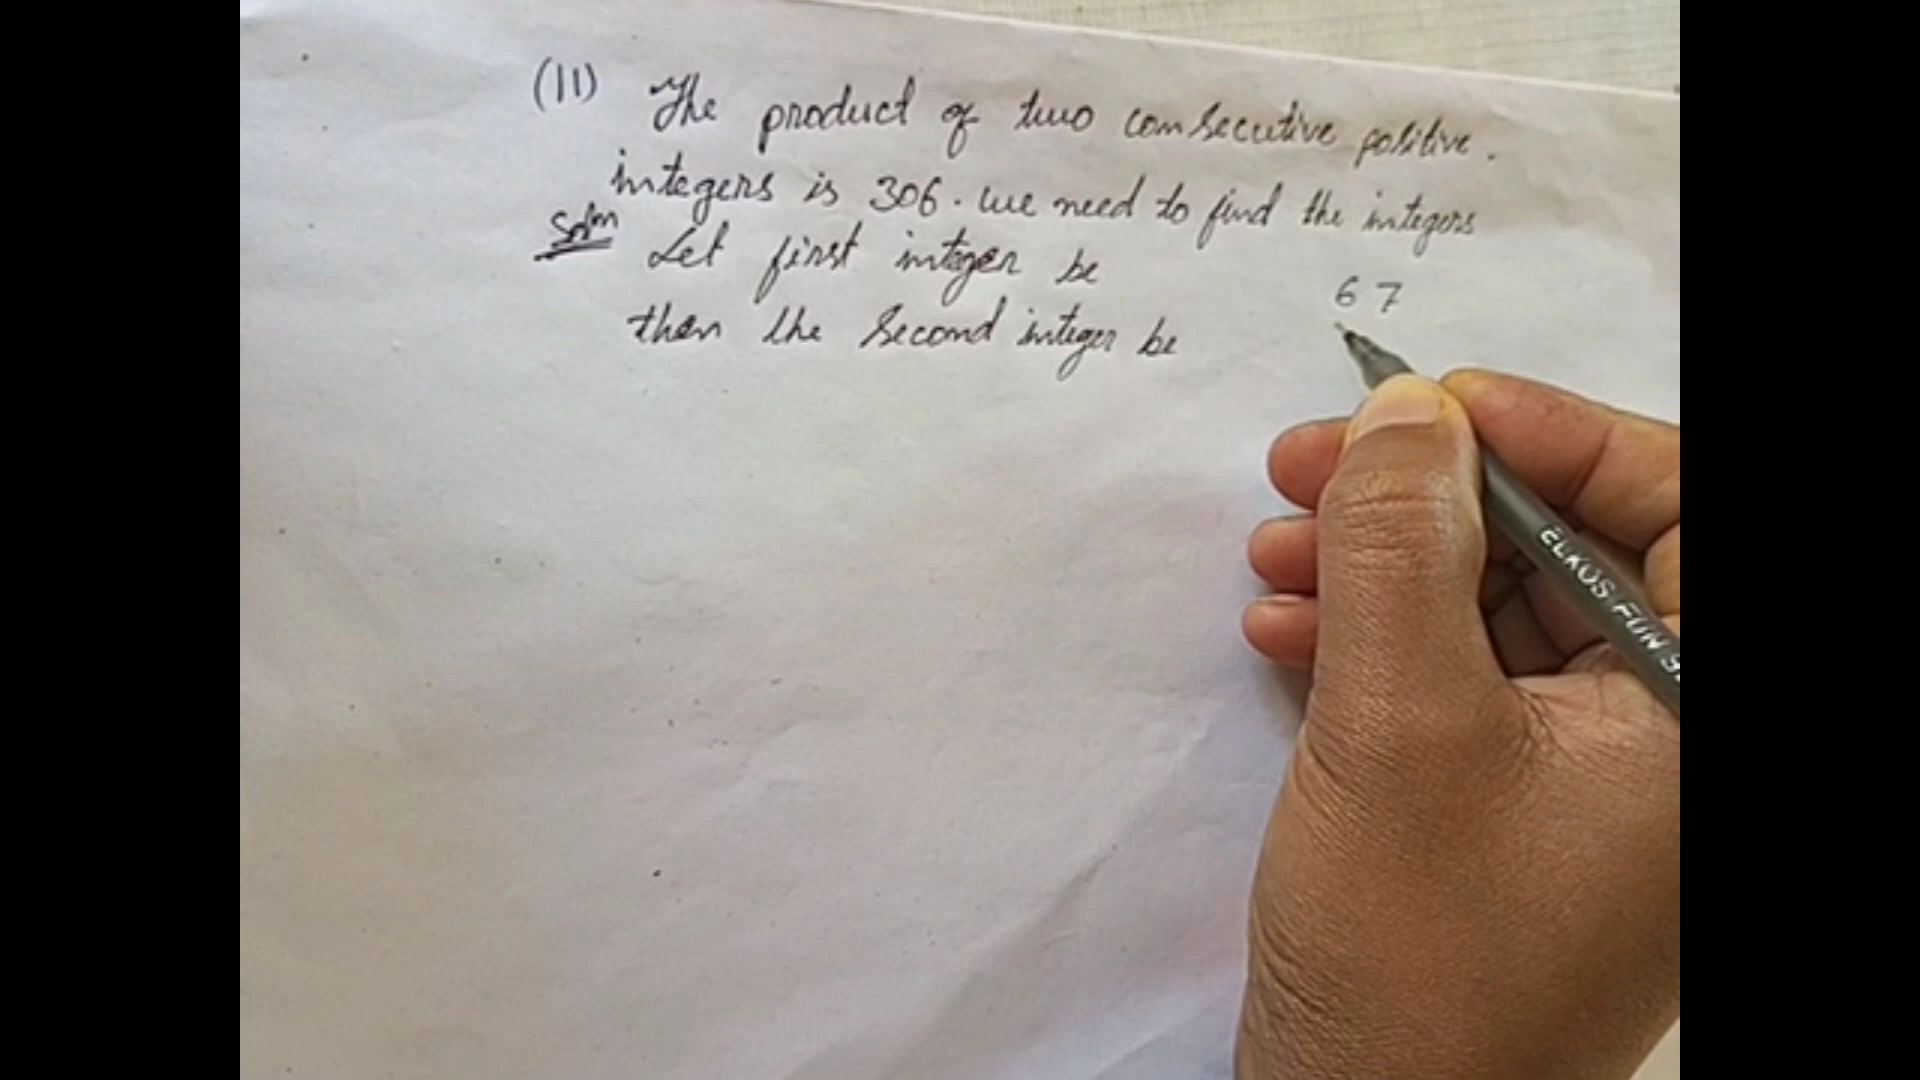 (11) The product of two consecutive positive.
integers is 306. we need to find the integers
Soln Let first integer be
6 7
then the second integer be
ELKOS FUN